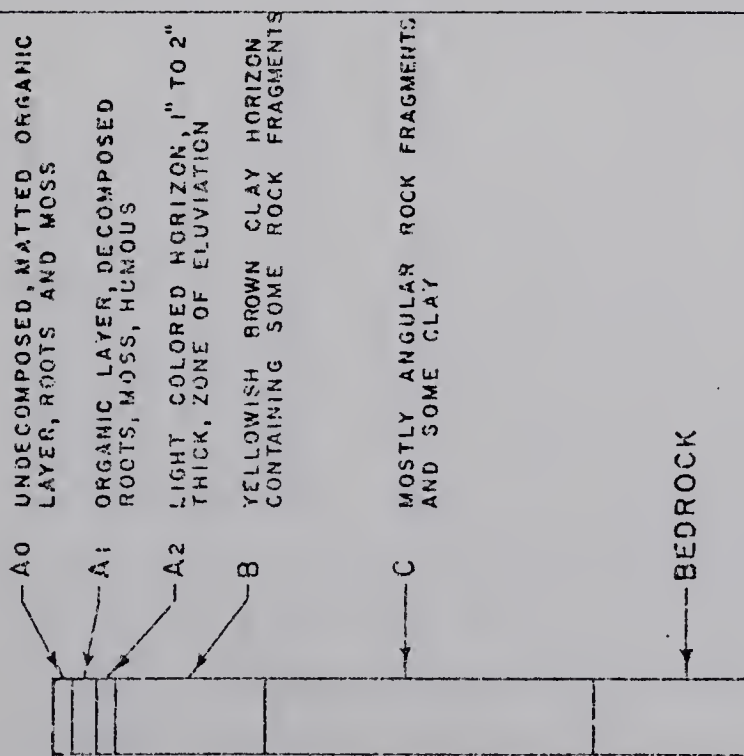 A0 UNDECOMPOSED, MATTED ORGANIC
LAYER, ROOTS AND MOSS
A1 ORGANIC LAYER, DECOMPOSED
ROOTS, MOSS, HUMOUS
A2 LIGHT COLORED HORIZON, 1" TO 2"
THICK, ZONE OF ELUVIATION
B YELLOWISH BROWN CLAY HORIZON
CONTAINING SOME ROCK FRAGMENTS
C MOSTLY ANGULAR ROCK FRAGMENTS
AND SOME CLAY
BEDROCK